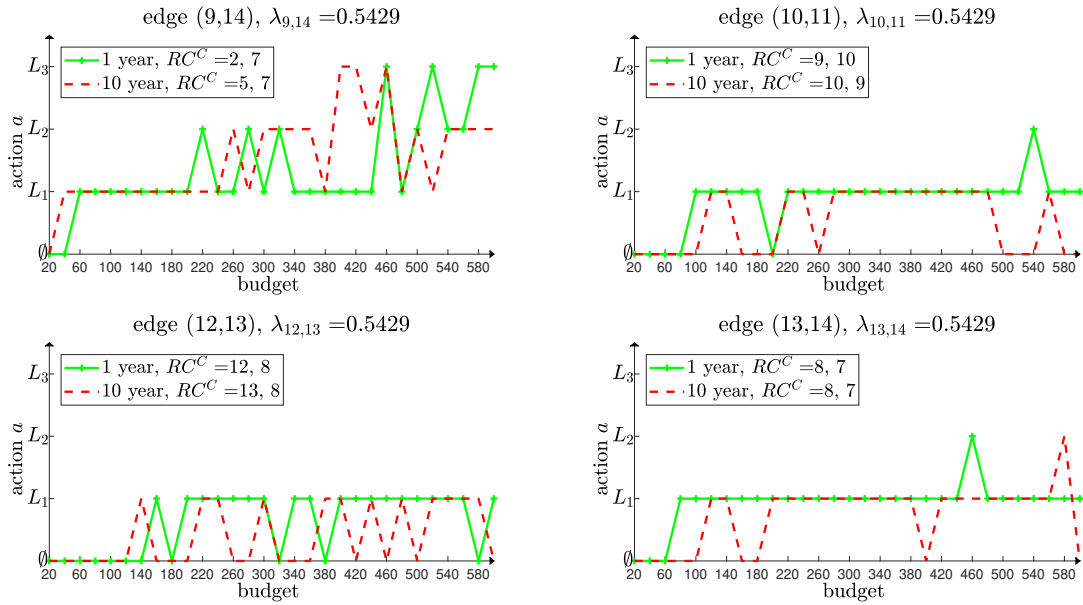 edge (9,14), λ9,14 =0.5429
1 year, RC^C =2, 7
10 year, RC^C =5, 7
action a
L3
L2
L1
∅
20 60 100 140 180 220 260 300 340 380 420 460 500 540 580
budget
edge (10,11), λ10,11 =0.5429
1 year, RC^C =9, 10
10 year, RC^C =10, 9
action a
L3
L2
L1
∅
20 60 100 140 180 220 260 300 340 380 420 460 500 540 580
budget
edge (12,13), λ12,13 =0.5429
1 year, RC^C =12, 8
10 year, RC^C =13, 8
action a
L3
L2
L1
∅
20 60 100 140 180 220 260 300 340 380 420 460 500 540 580
budget
edge (13,14), λ13,14 =0.5429
1 year, RC^C =8, 7
10 year, RC^C =8, 7
action a
L3
L2
L1
∅
20 60 100 140 180 220 260 300 340 380 420 460 500 540 580
budget